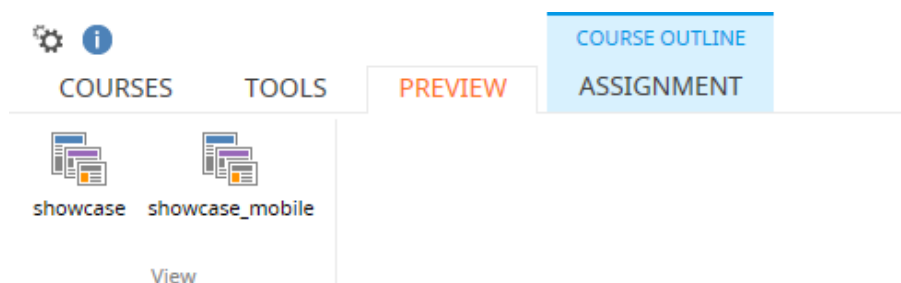 COURSE OUTLINE
COURSES TOOLS PREVIEW ASSIGNMENT
showcase showcase_mobile
View